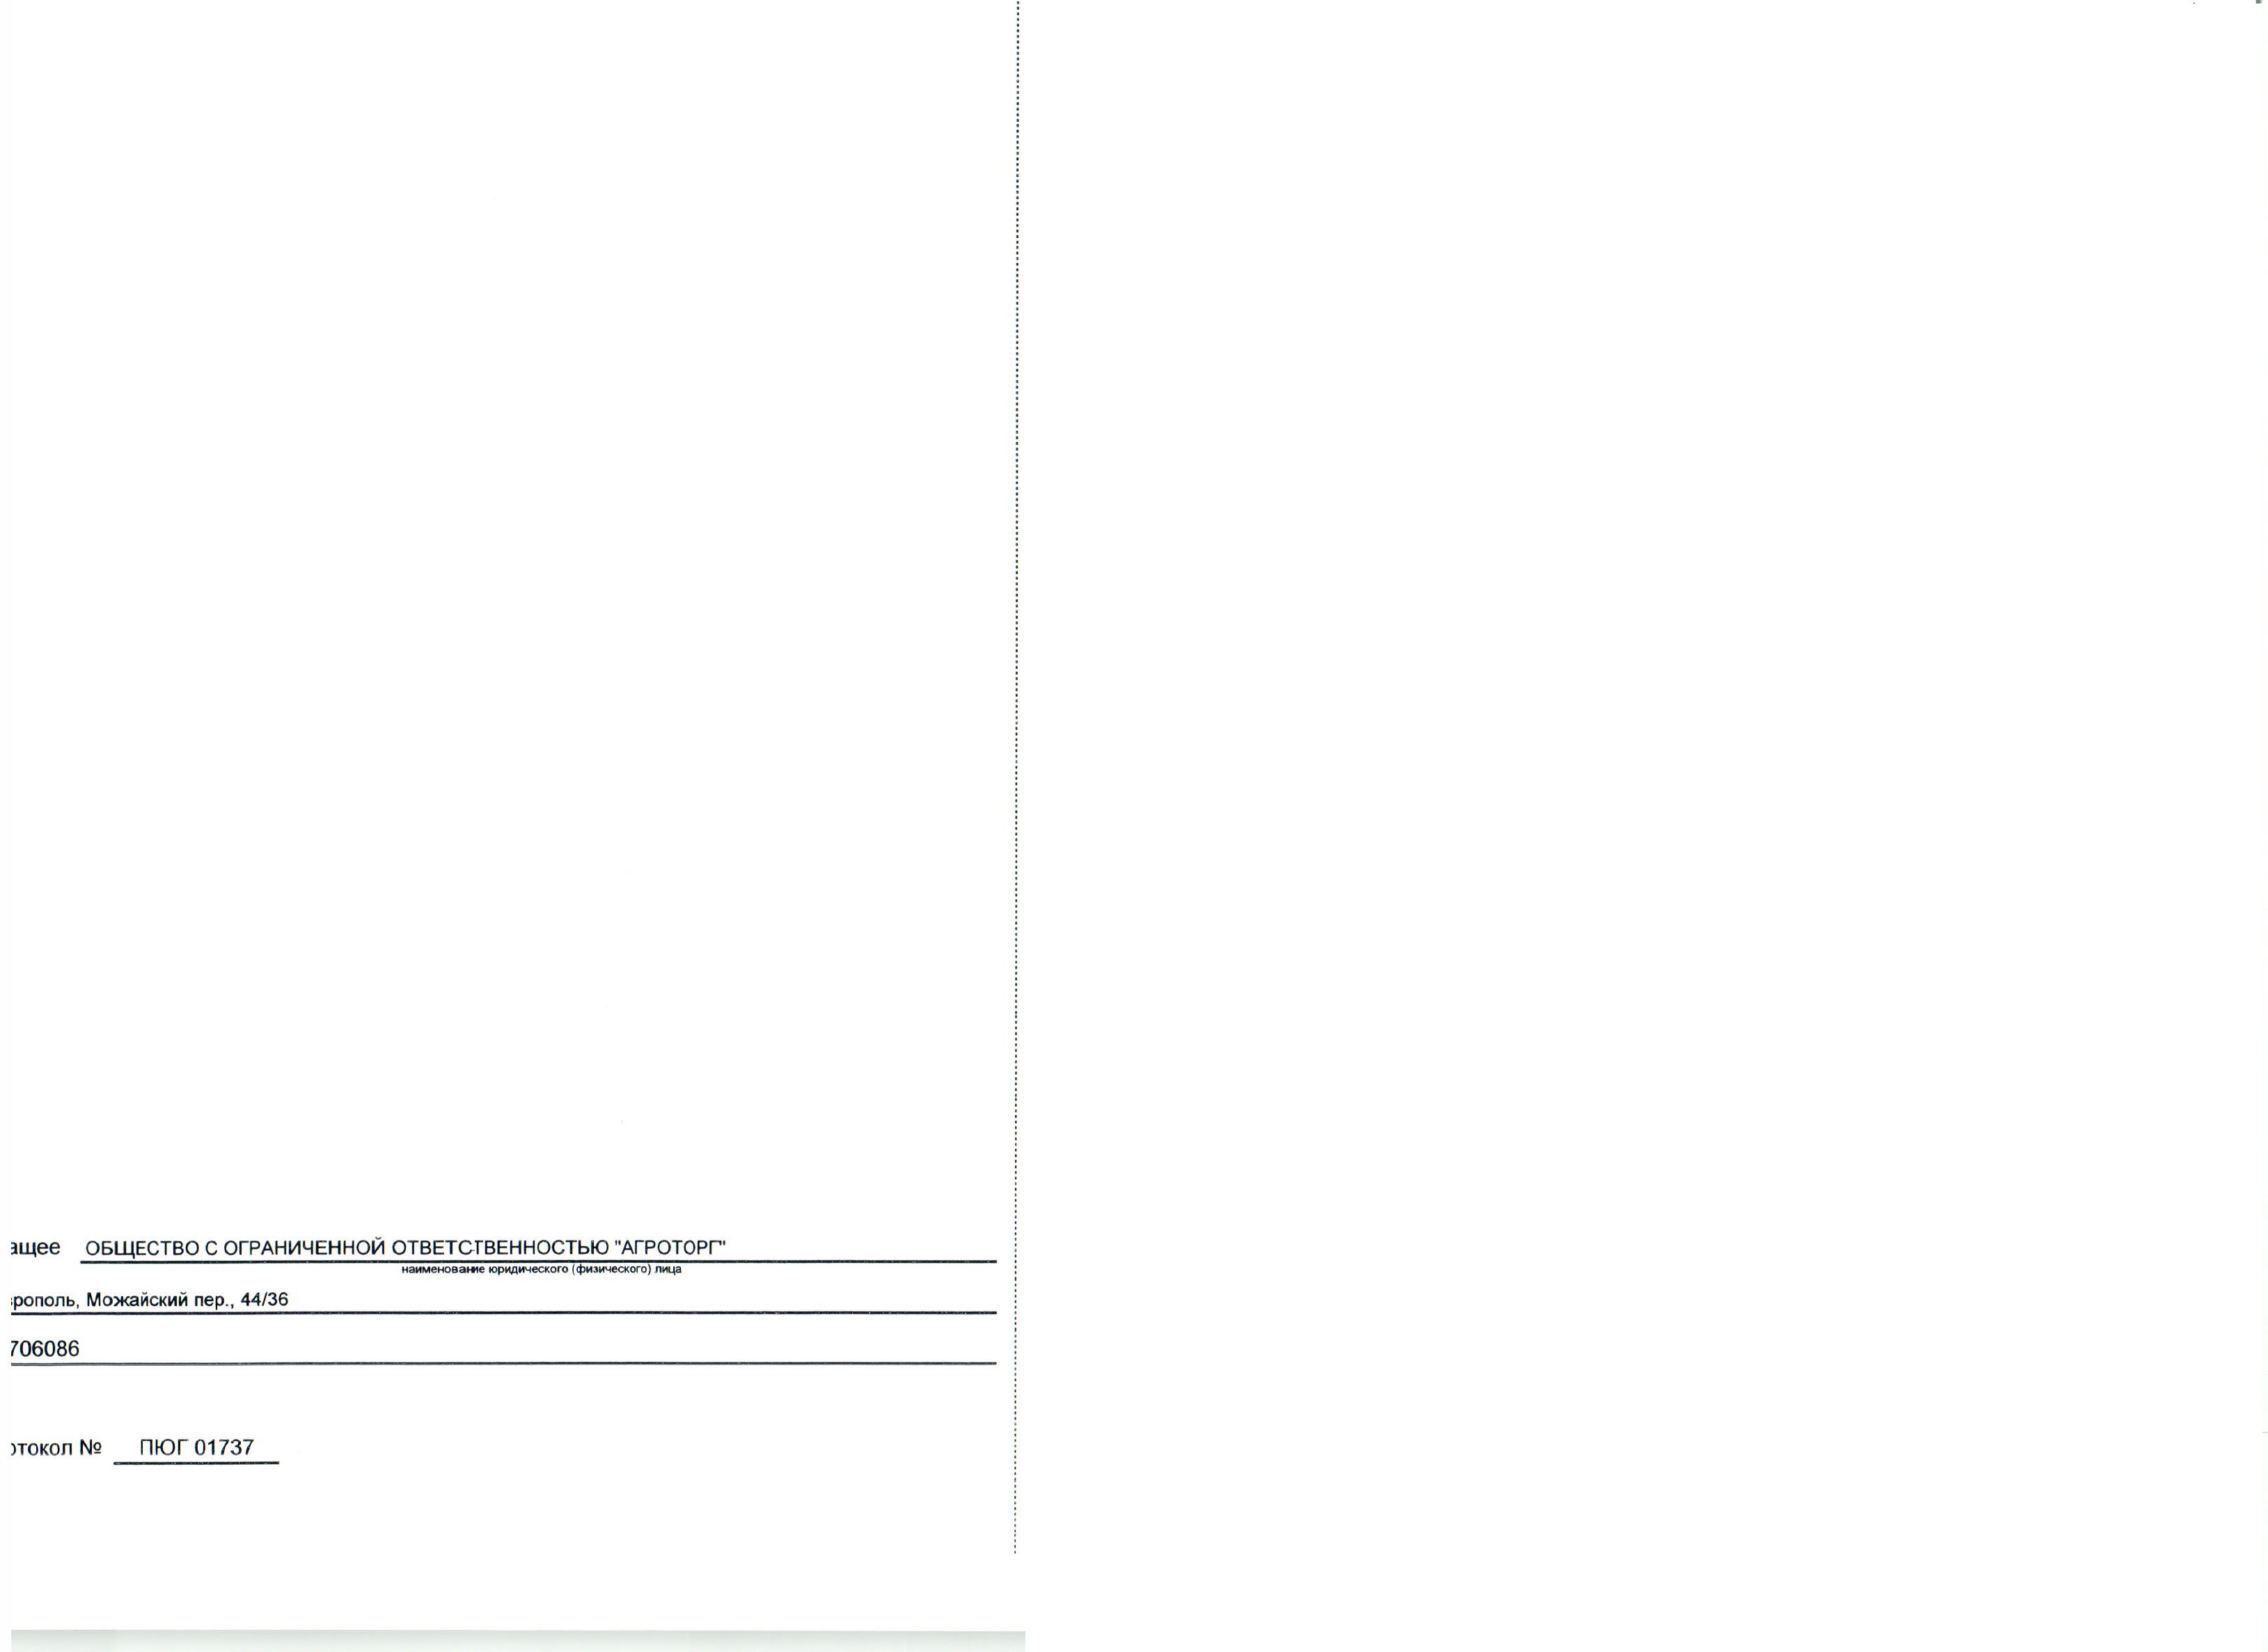 ащее ОБЩЕСТВО С ОГРАНИЧЕННОЙ ОТВЕТСТВЕННОСТЬЮ "АГРОТОРГ"
наименование юридического (физического) лица
рополь, Можайский пер., 44/36
706086
отокол № ПЮГ 01737